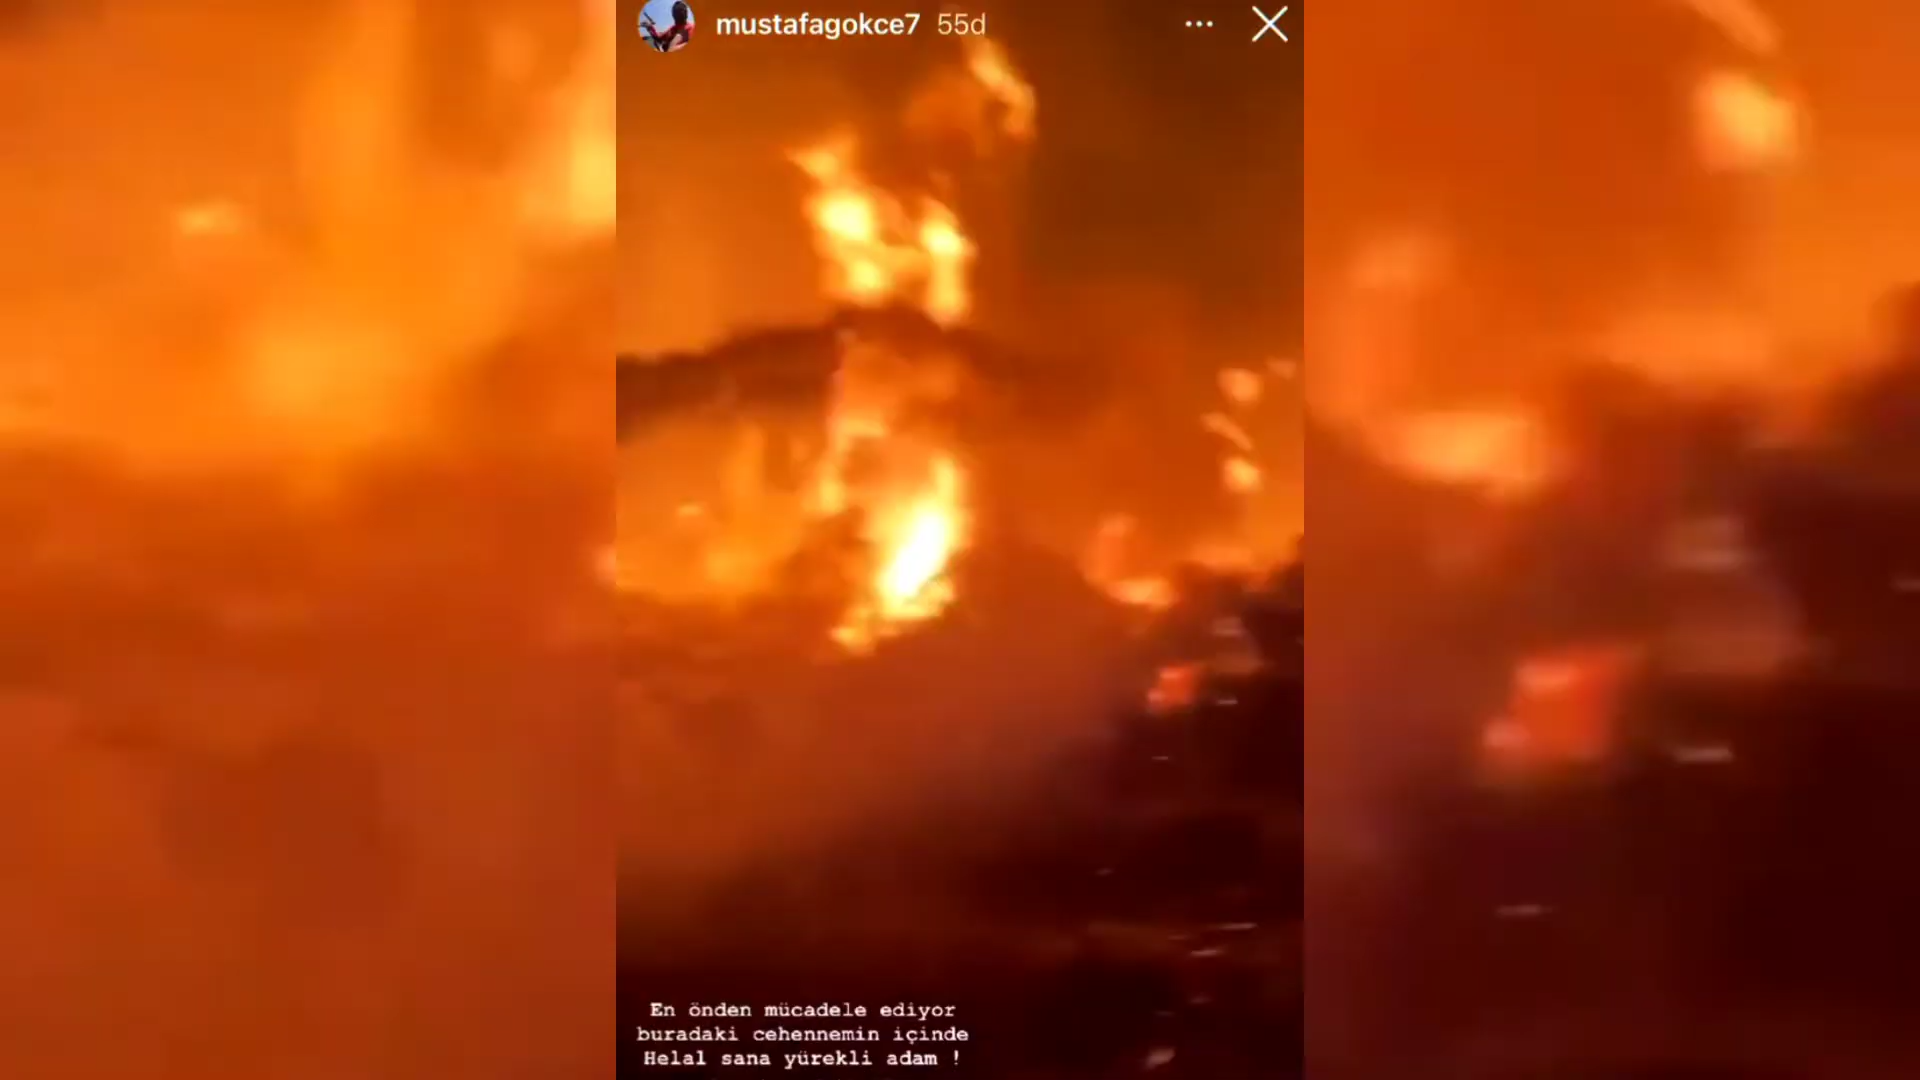 mustafagokce7 55d
En önden mücadele ediyor
buradaki cehennemin içinde
Helal sana yürekli adam !